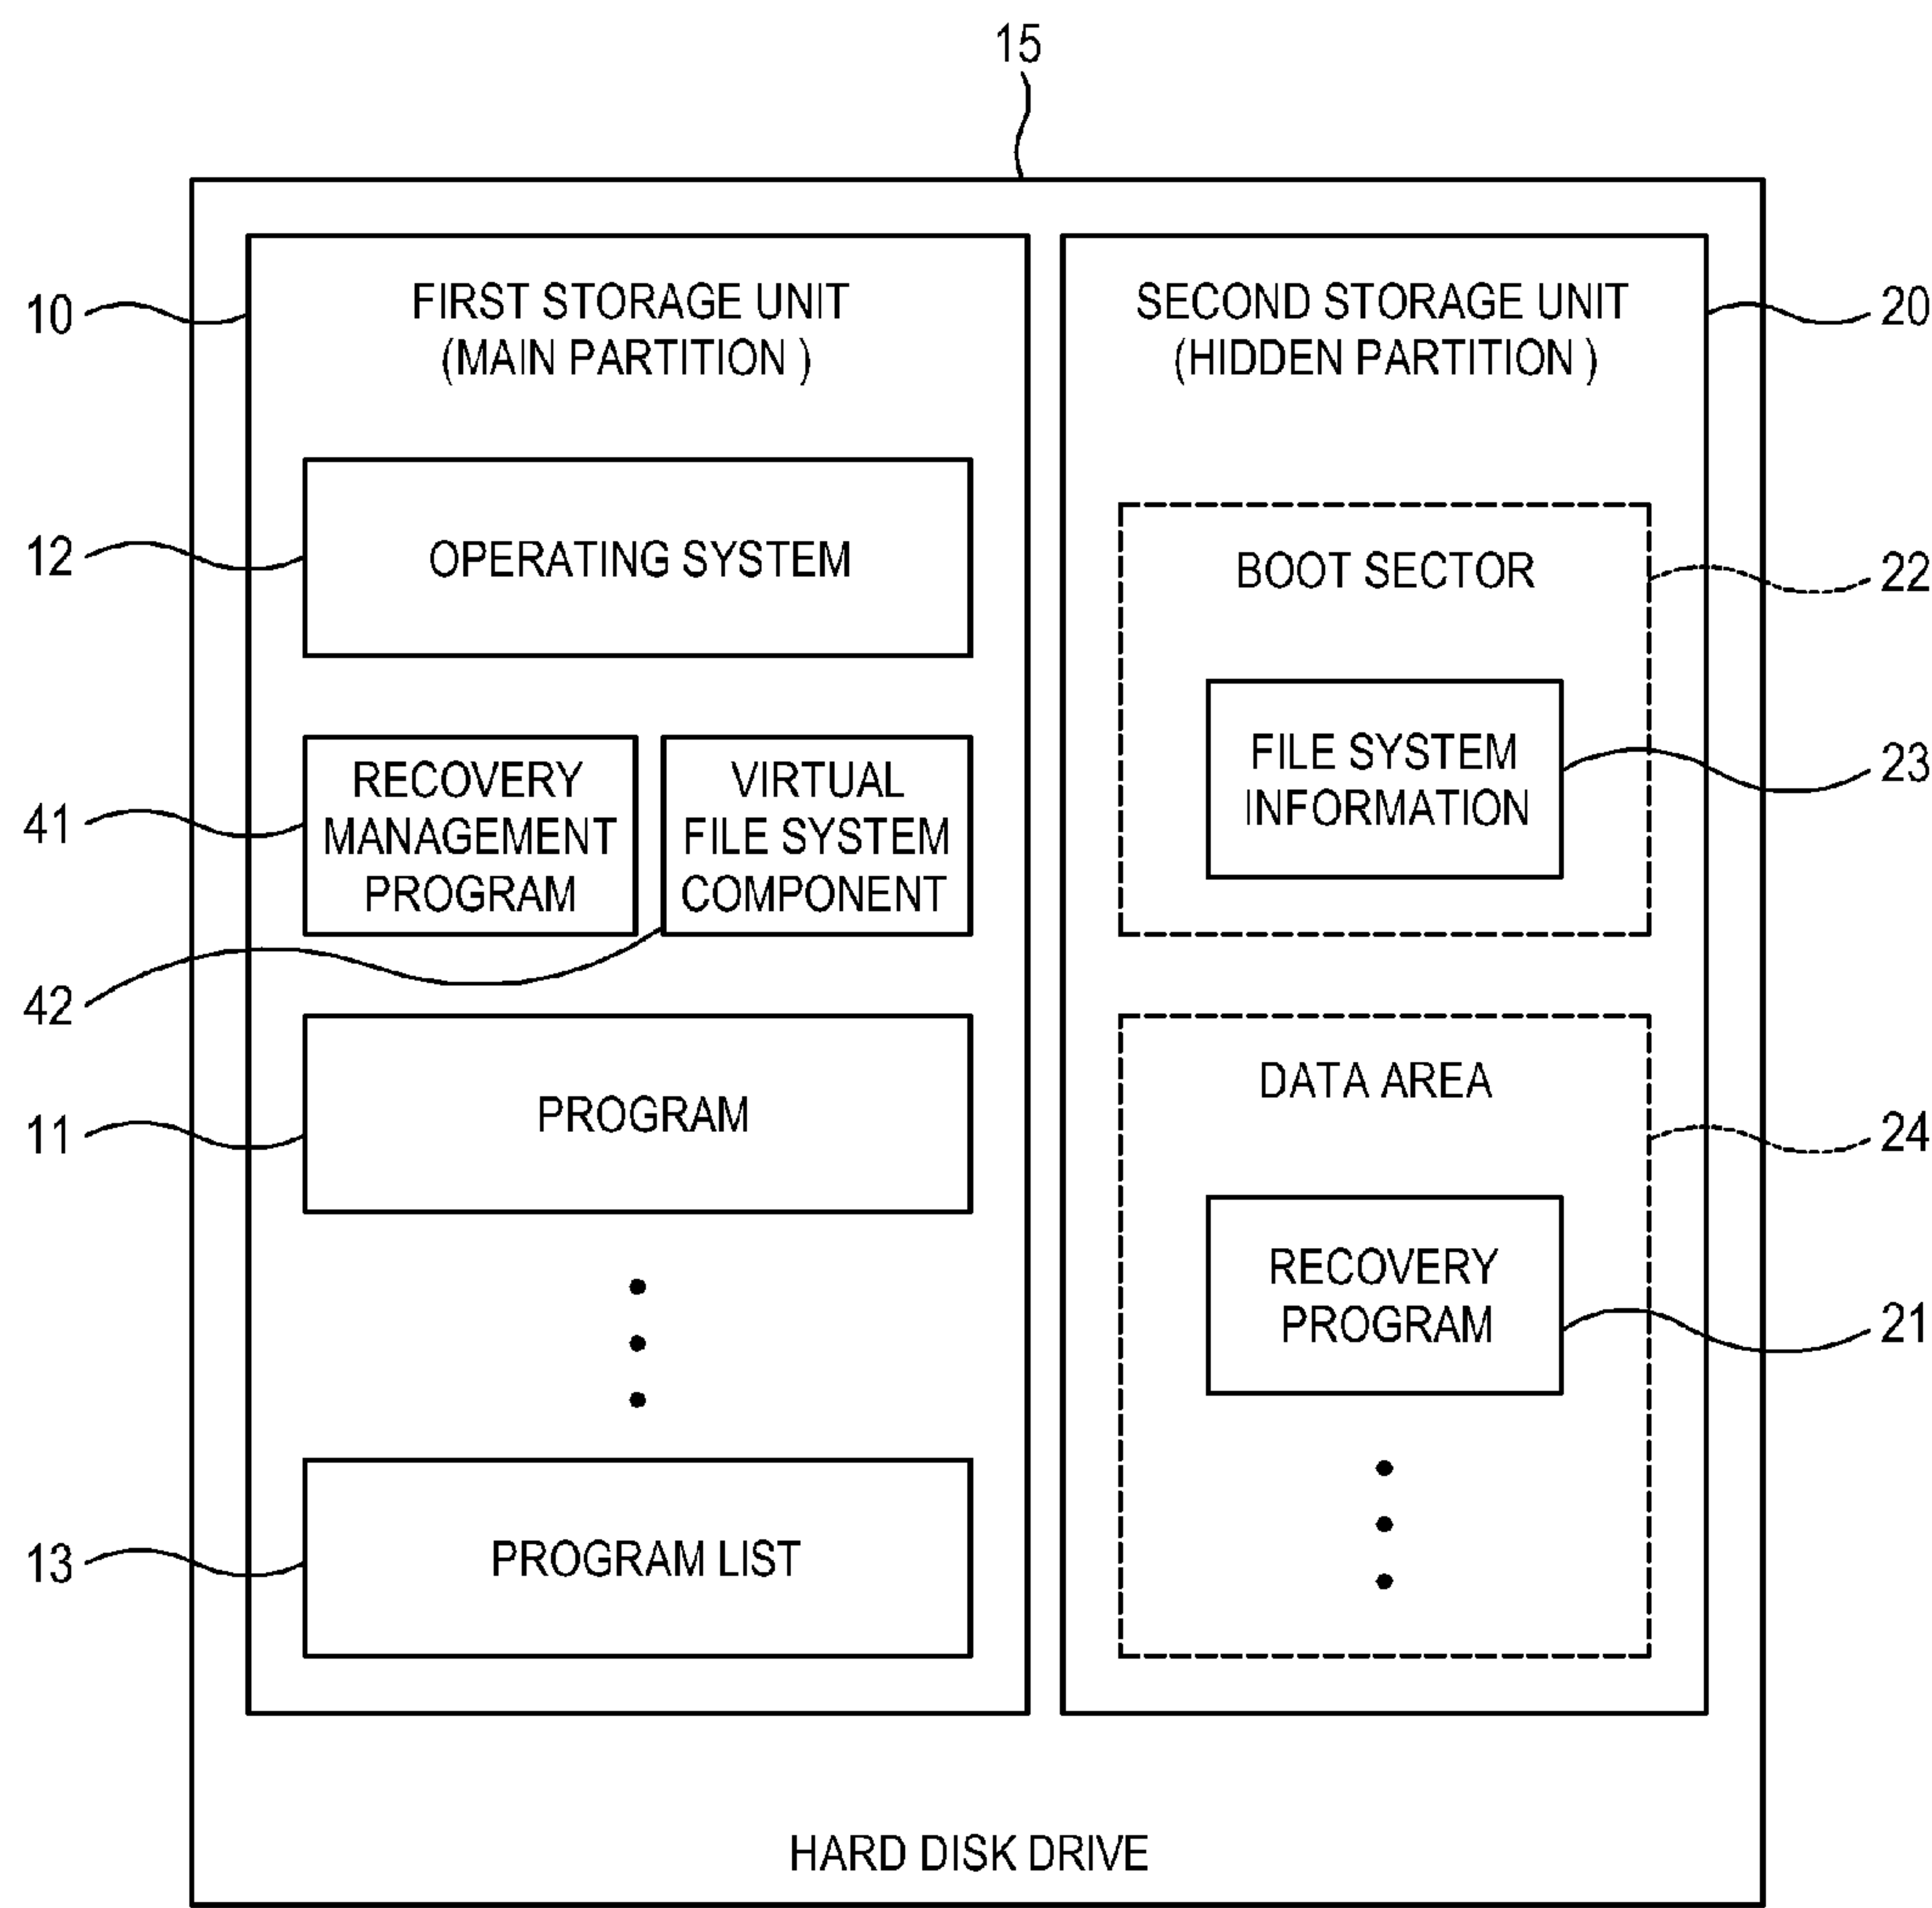 15
10
FIRST STORAGE UNIT
(MAIN PARTITION )
12
OPERATING SYSTEM
41
RECOVERY
MANAGEMENT
PROGRAM
VIRTUAL
FILE SYSTEM
COMPONENT
42
11
PROGRAM
13
PROGRAM LIST
SECOND STORAGE UNIT
(HIDDEN PARTITION )
20
BOOT SECTOR
22
FILE SYSTEM
INFORMATION
23
DATA AREA
24
RECOVERY
PROGRAM
21
HARD DISK DRIVE